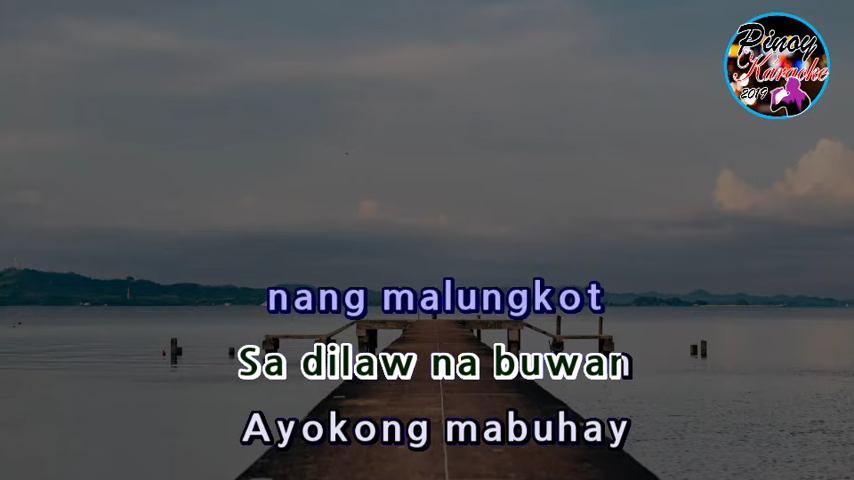 Pinoy
Karaoke
2019
nang malungkot
Sa dilaw na buwan
Ayokong mabuhay